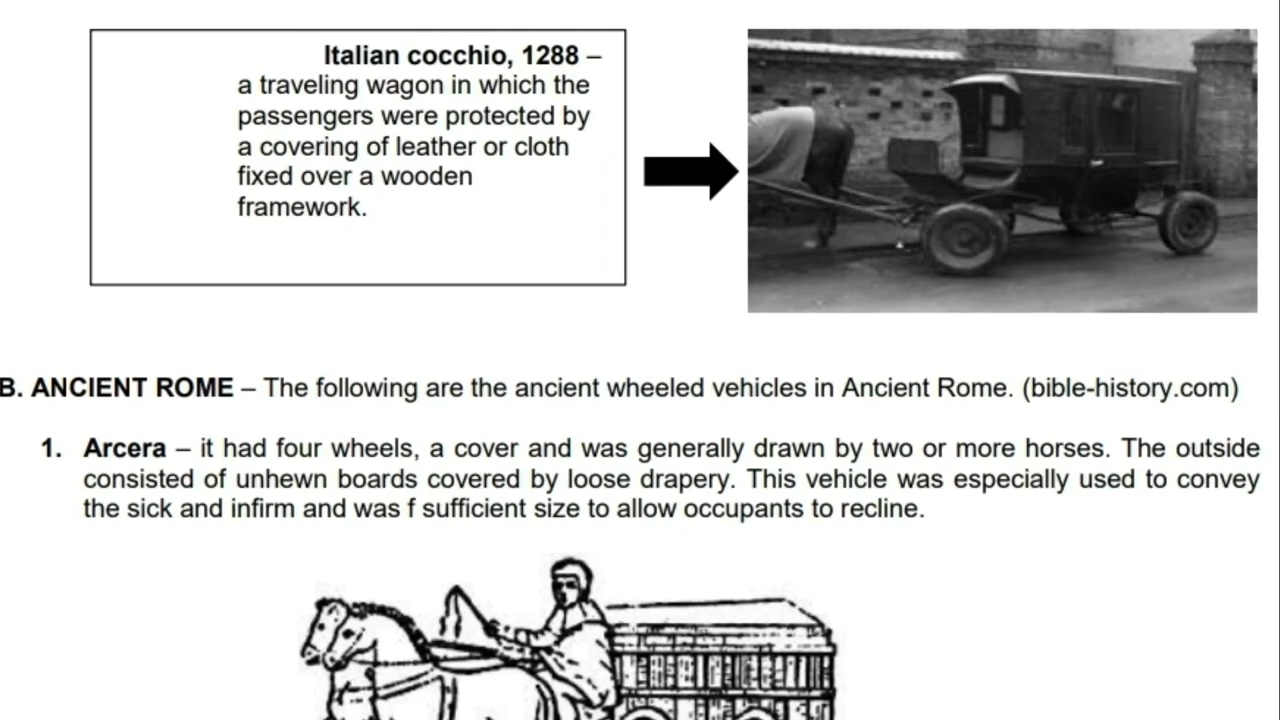 Italian cocchio, 1288 –
a traveling wagon in which the
passengers were protected by
a covering of leather or cloth
fixed over a wooden
framework.
B. ANCIENT ROME – The following are the ancient wheeled vehicles in Ancient Rome. (bible-history.com)
1. Arcera – it had four wheels, a cover and was generally drawn by two or more horses. The outside
consisted of unhewn boards covered by loose drapery. This vehicle was especially used to convey
the sick and infirm and was f sufficient size to allow occupants to recline.